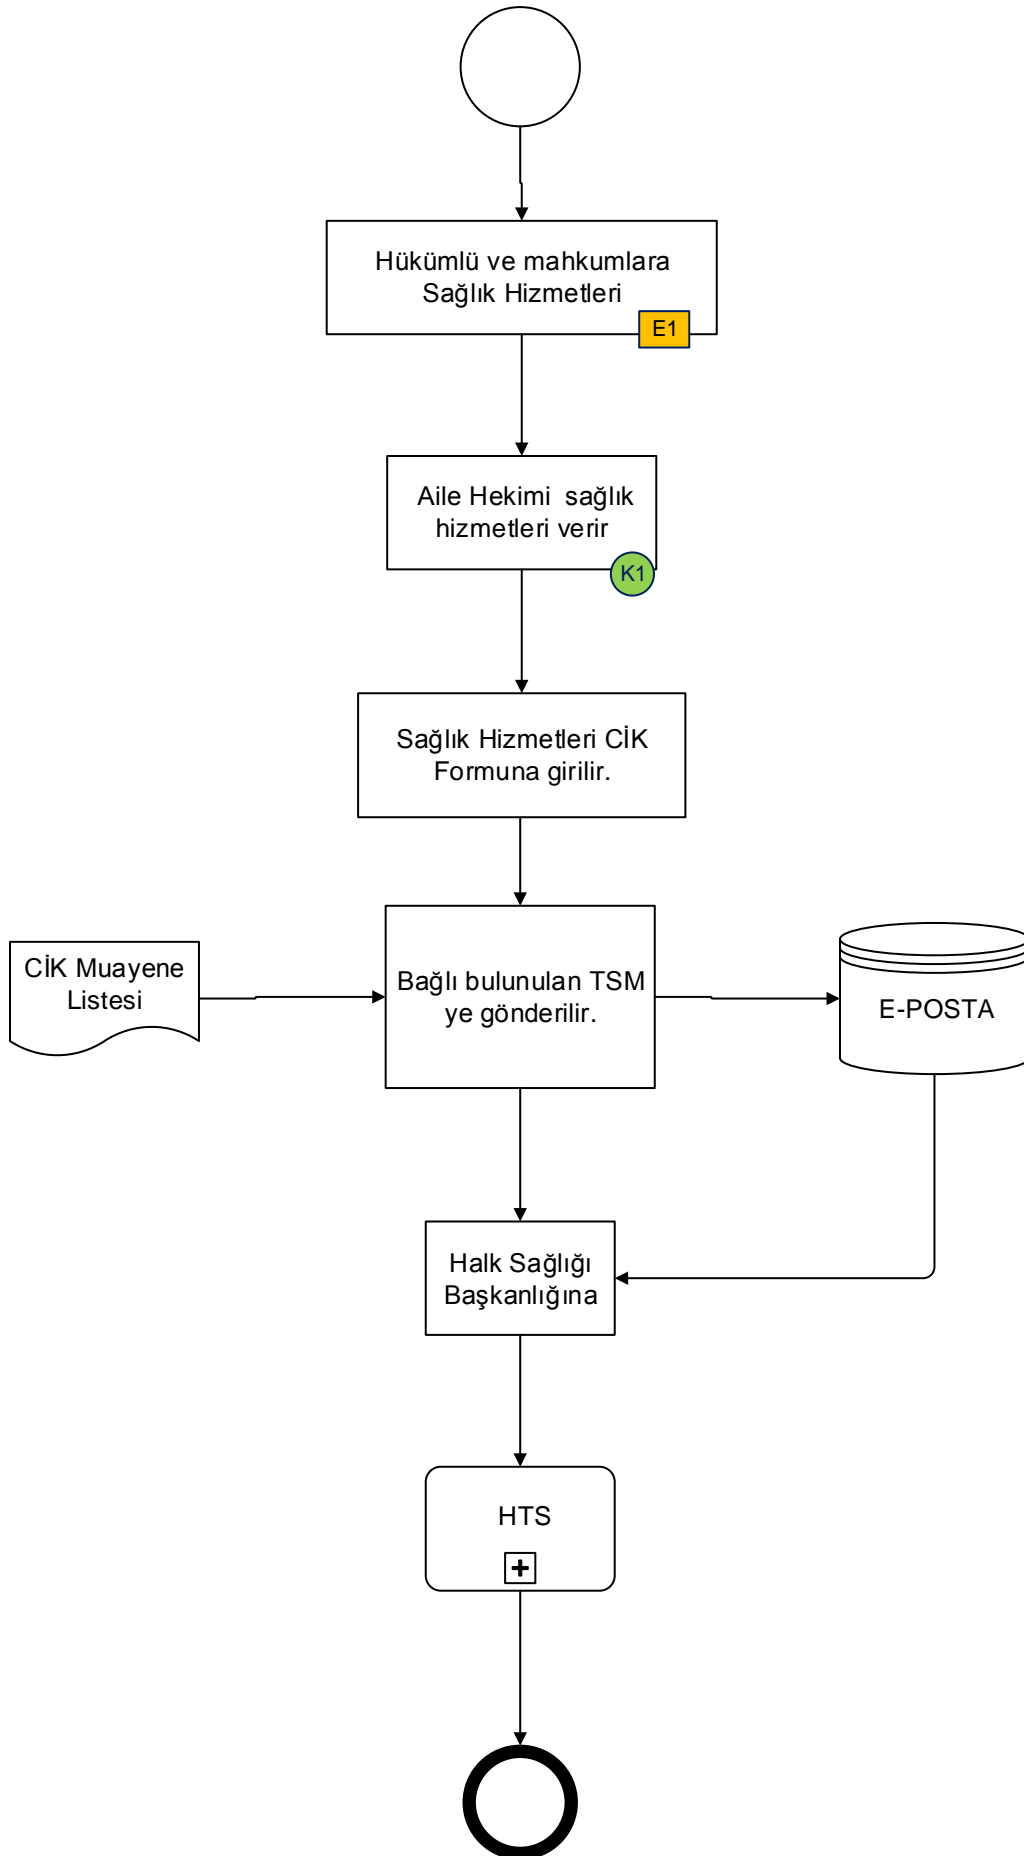 Hükümlü ve mahkumlara
Sağlık Hizmetleri
E1
Aile Hekimi  sağlık
hizmetleri verir
K1
Sağlık Hizmetleri CİK
Formuna girilir.
CİK Muayene
Listesi
Bağlı bulunulan TSM
ye gönderilir.
E-POSTA
Halk Sağlığı
Başkanlığına
HTS